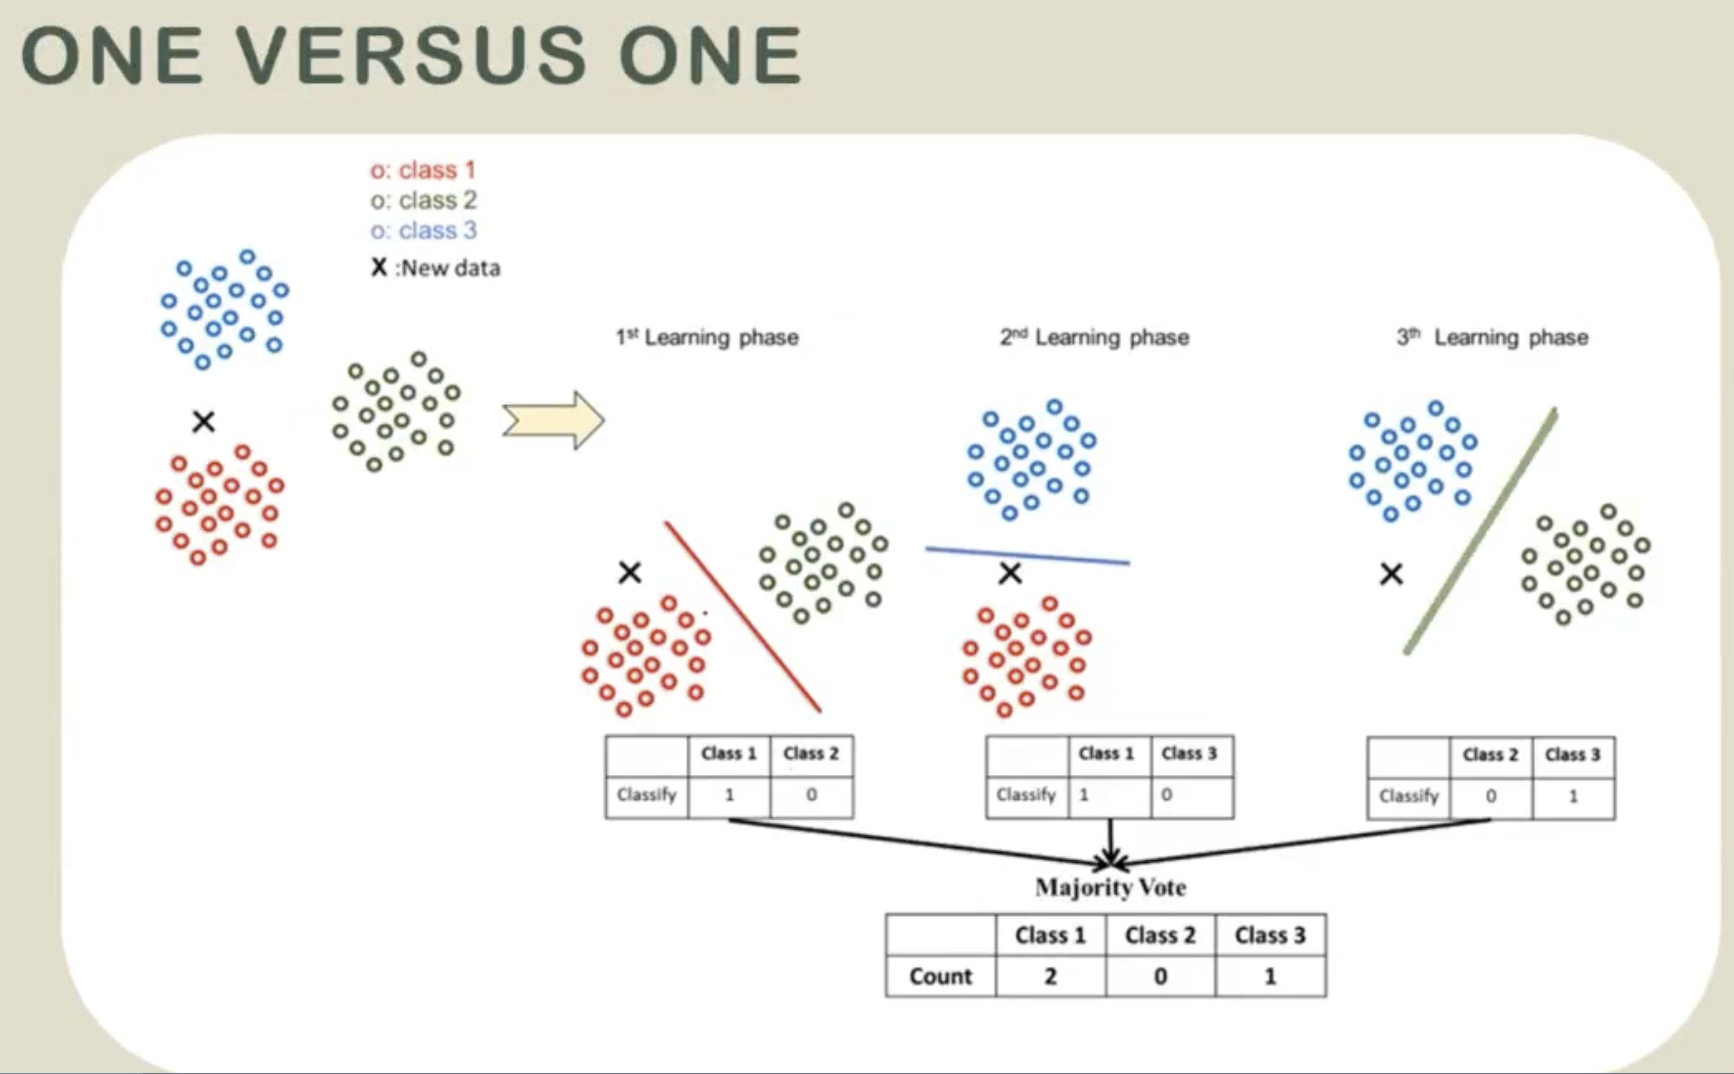 ONE VERSUS ONE
o: class 1
o: class 2
o: class 3
X :New data
1st Learning phase
2nd Learning phase
3th Learning phase
Class 1 Class 2
Classify 1 0
Class 1 Class 3
Classify 1 0
Class 2 Class 3
Classify 0 1
Majority Vote
Class 1 Class 2 Class 3
Count 2 0 1